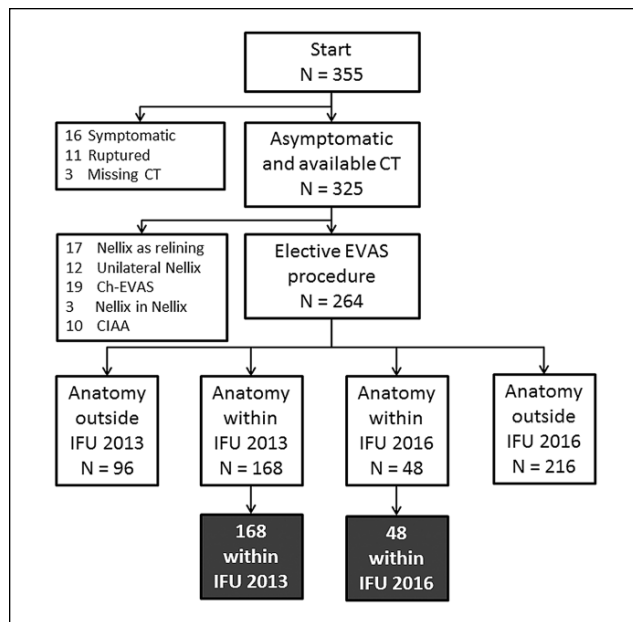 Start
N = 355
16 Symptomatic
11 Ruptured
3 Missing CT
Asymptomatic
and available CT
N = 325
17 Nellix as relining
12 Unilateral Nellix
19 Ch-EVAS
3 Nellix in Nellix
10 CIAA
Elective EVAS
procedure
N = 264
Anatomy
outside
IFU 2013
N = 96
Anatomy
within
IFU 2013
N = 168
Anatomy
within
IFU 2016
N = 48
Anatomy
outside
IFU 2016
N = 216
168
within
IFU 2013
48
within
IFU 2016